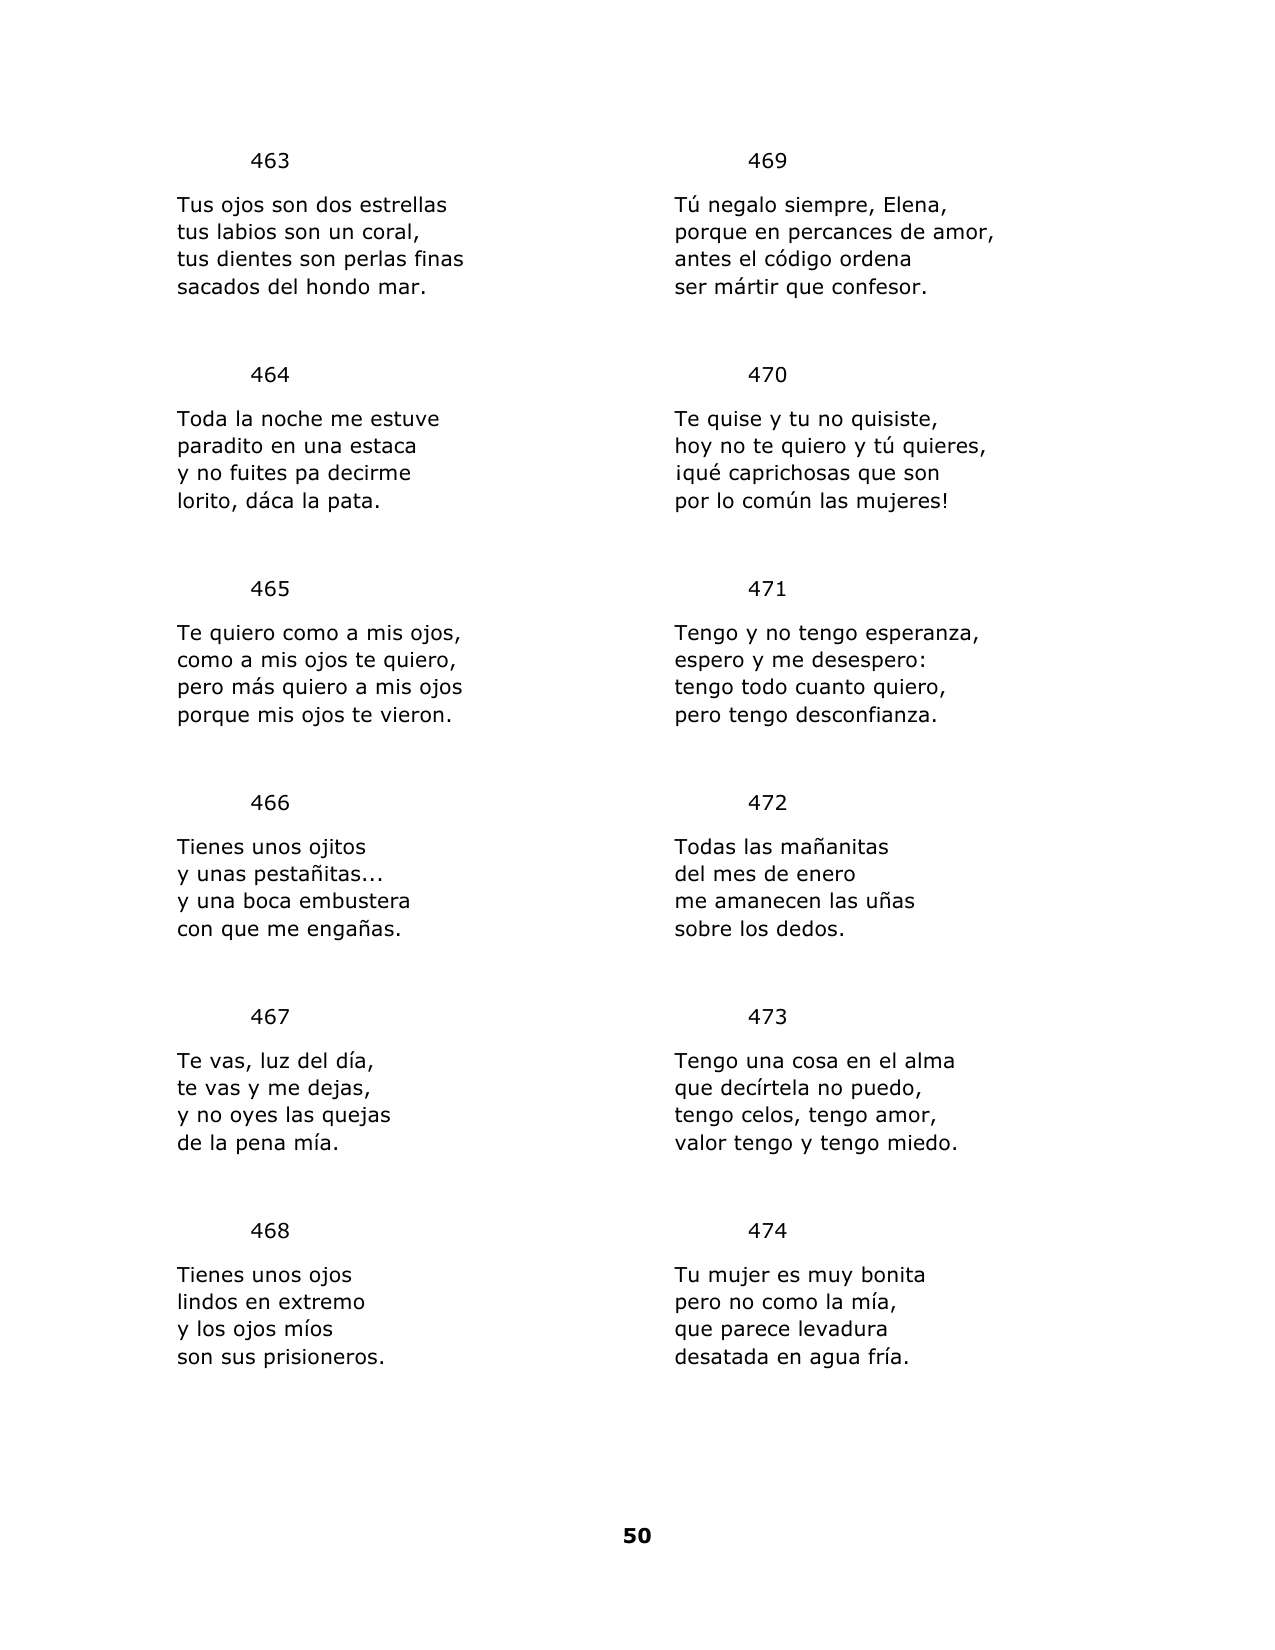 463
Tus ojos son dos estrellas
tus labios son un coral,
tus dientes son perlas finas
sacados del hondo mar.
464
Toda la noche me estuve
paradito en una estaca
y no fuites pa decirme
lorito, dáca la pata.
465
Te quiero como a mis ojos,
como a mis ojos te quiero,
pero más quiero a mis ojos
porque mis ojos te vieron.
466
Tienes unos ojitos
y unas pestañitas...
y una boca embustera
con que me engañas.
467
Te vas, luz del día,
te vas y me dejas,
y no oyes las quejas
de la pena mía.
468
Tienes unos ojos
lindos en extremo
y los ojos míos
son sus prisioneros.
469
Tú negalo siempre, Elena,
porque en percances de amor,
antes el código ordena
ser mártir que confesor.
470
Te quise y tu no quisiste,
hoy no te quiero y tú quieres,
¡qué caprichosas que son
por lo común las mujeres!
471
Tengo y no tengo esperanza,
espero y me desespero:
tengo todo cuanto quiero,
pero tengo desconfianza.
472
Todas las mañanitas
del mes de enero
me amanecen las uñas
sobre los dedos.
473
Tengo una cosa en el alma
que decírtela no puedo,
tengo celos, tengo amor,
valor tengo y tengo miedo.
474
Tu mujer es muy bonita
pero no como la mía,
que parece levadura
desatada en agua fría.
50